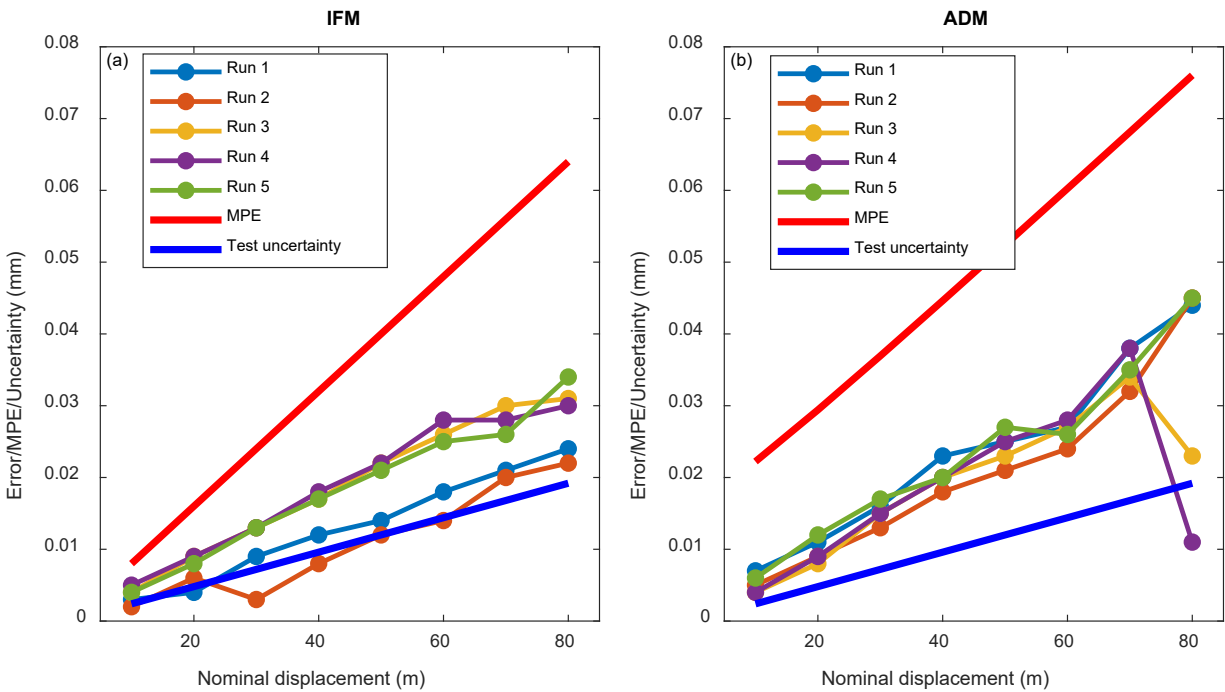 IFM
(a)
Run 1
Run 2
Run 3
Run 4
Run 5
MPE
Test uncertainty
0.08
0.07
0.06
0.05
0.04
0.03
0.02
0.01
0
Error/MPE/Uncertainty (mm)
20 40 60 80
Nominal displacement (m)
ADM
(b)
Run 1
Run 2
Run 3
Run 4
Run 5
MPE
Test uncertainty
0.08
0.07
0.06
0.05
0.04
0.03
0.02
0.01
0
Error/MPE/Uncertainty (mm)
20 40 60 80
Nominal displacement (m)